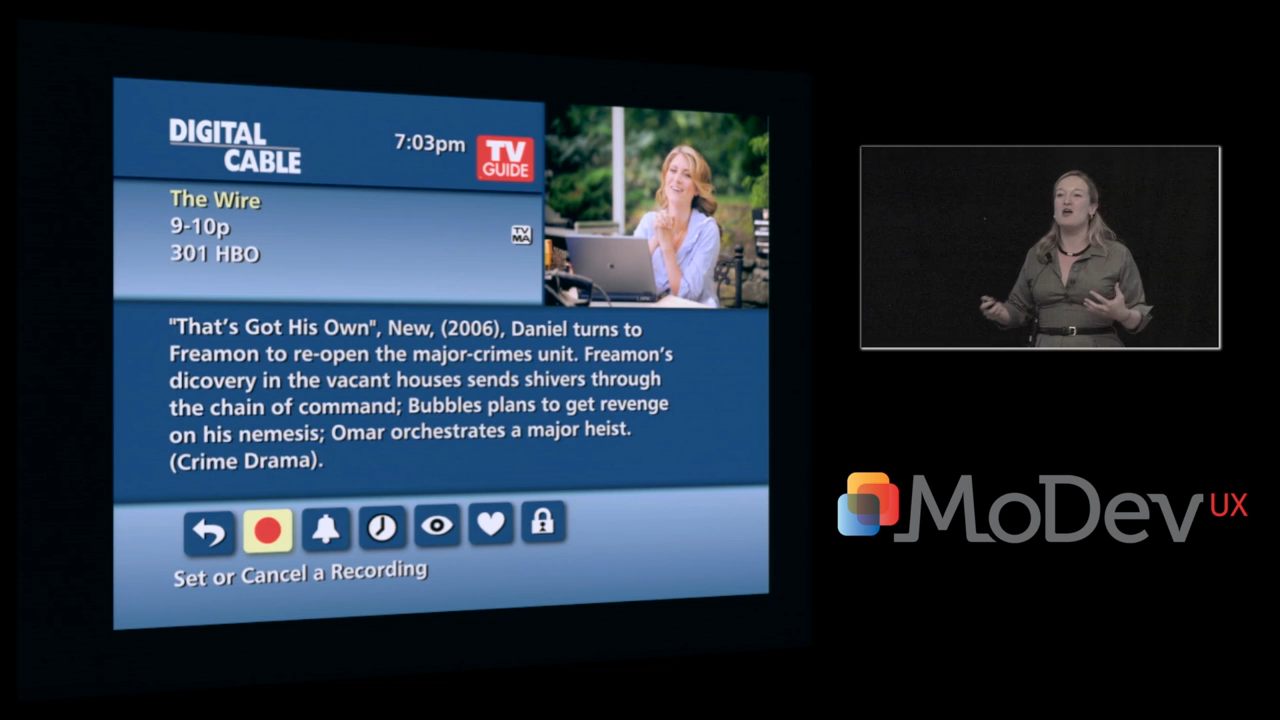 DIGITAL
CABLE
7:03pm
TV
GUIDE
The Wire
9-10p
301 HBO
TV
MA
"That's Got His Own", New, (2006), Daniel turns to
Freamon to re-open the major-crimes unit. Freamon's
dicovery in the vacant houses sends shivers through
the chain of command; Bubbles plans to get revenge
on his nemesis; Omar orchestrates a major heist.
(Crime Drama).
Set or Cancel a Recording
MoDev UX